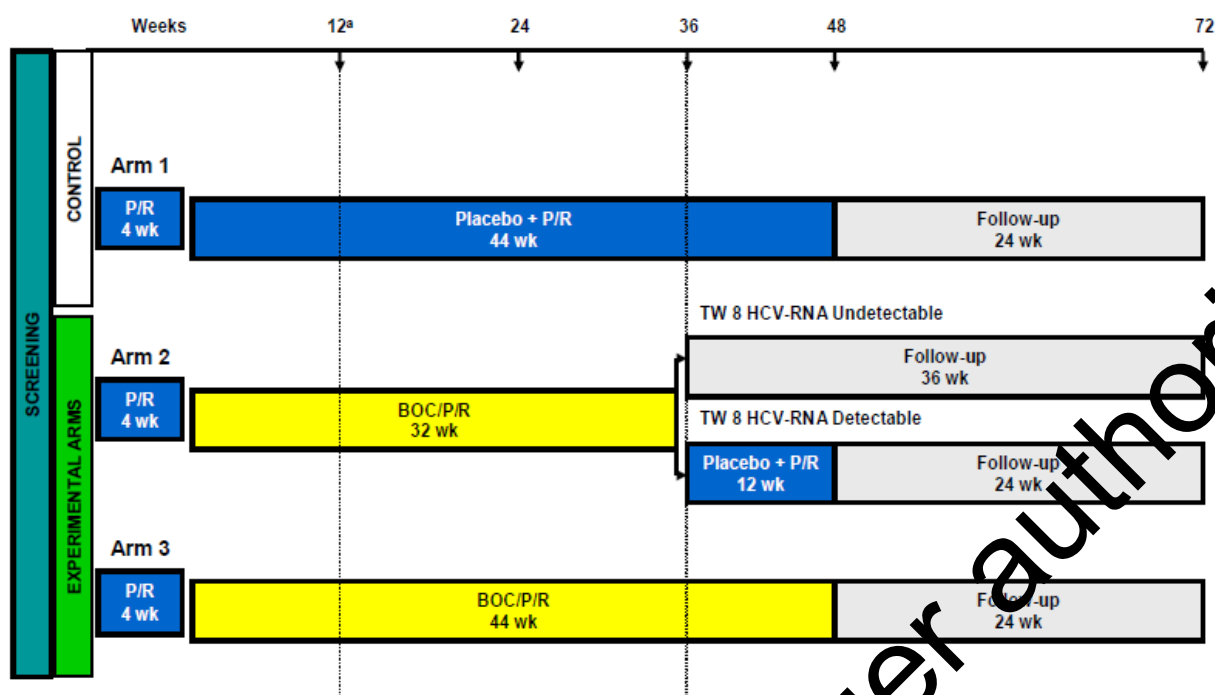 Weeks 12ª 24 36 48 72
SCREENING
CONTROL
Arm 1
P/R
4 wk
Placebo + P/R
44 wk
Follow-up
24 wk
EXPERIMENTAL ARMS
Arm 2
P/R
4 wk
BOC/P/R
32 wk
TW 8 HCV-RNA Undetectable
Follow-up
36 wk
TW 8 HCV-RNA Detectable
Placebo + P/R
12 wk
Follow-up
24 wk
Arm 3
P/R
4 wk
BOC/P/R
44 wk
Follow-up
24 wk